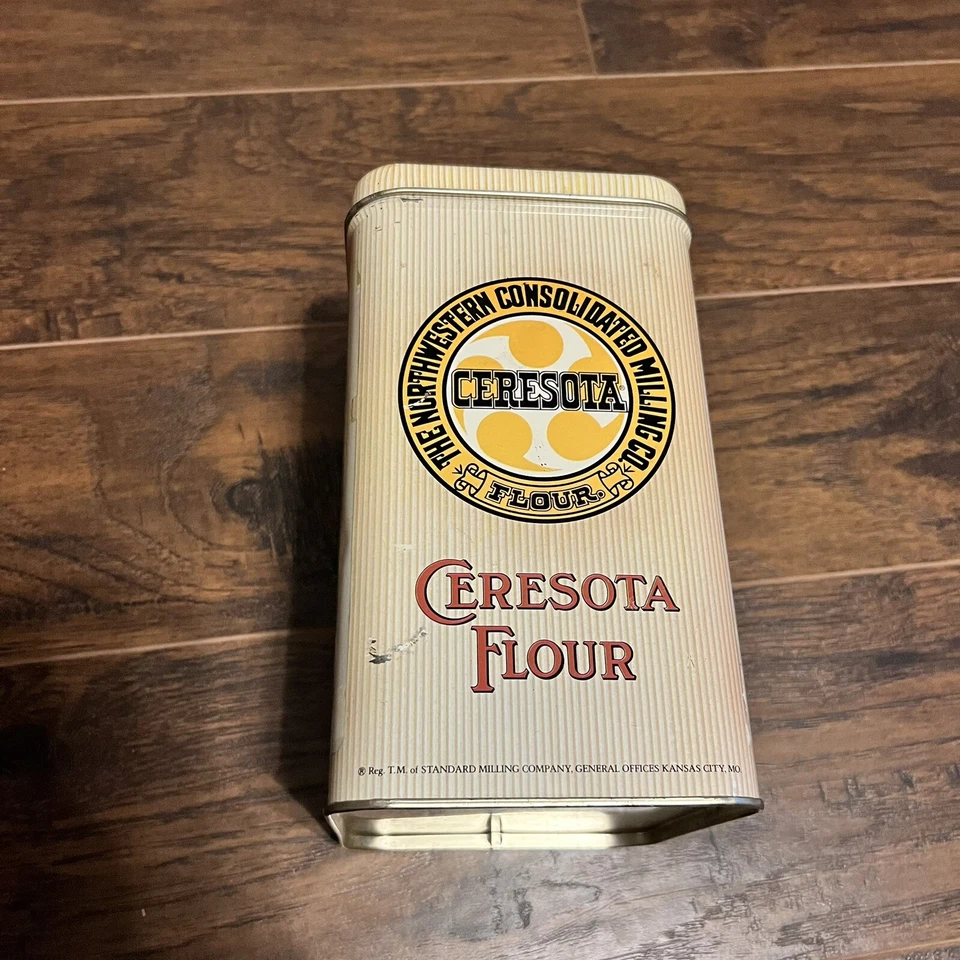 THE NORTHWESTERN CONSOLIDATED MILLING CO.
CERESOTA®
FLOUR.
CERESOTA
FLOUR
® Reg. T.M. of STANDARD MILLING COMPANY, GENERAL OFFICES KANSAS CITY, MO.